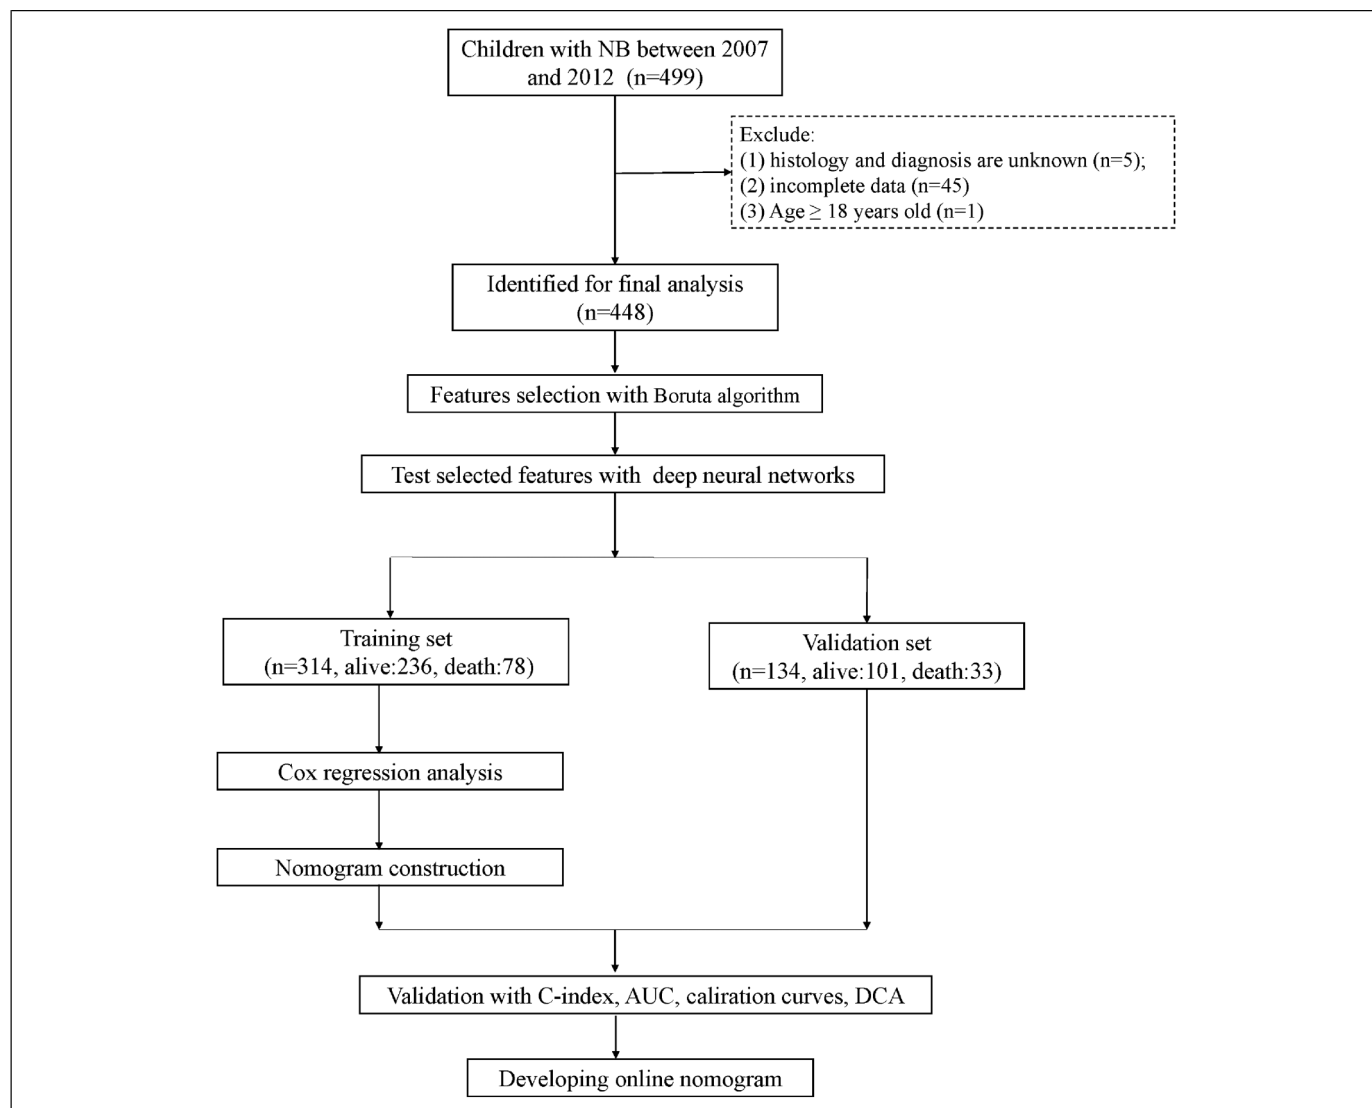 Children with NB between 2007
and 2012 (n=499)
Exclude:
(1) histology and diagnosis are unknown (n=5);
(2) incomplete data (n=45)
(3) Age ≥ 18 years old (n=1)
Identified for final analysis
(n=448)
Features selection with Boruta algorithm
Test selected features with deep neural networks
Training set
(n=314, alive:236, death:78)
Validation set
(n=134, alive:101, death:33)
Cox regression analysis
Nomogram construction
Validation with C-index, AUC, caliration curves, DCA
Developing online nomogram